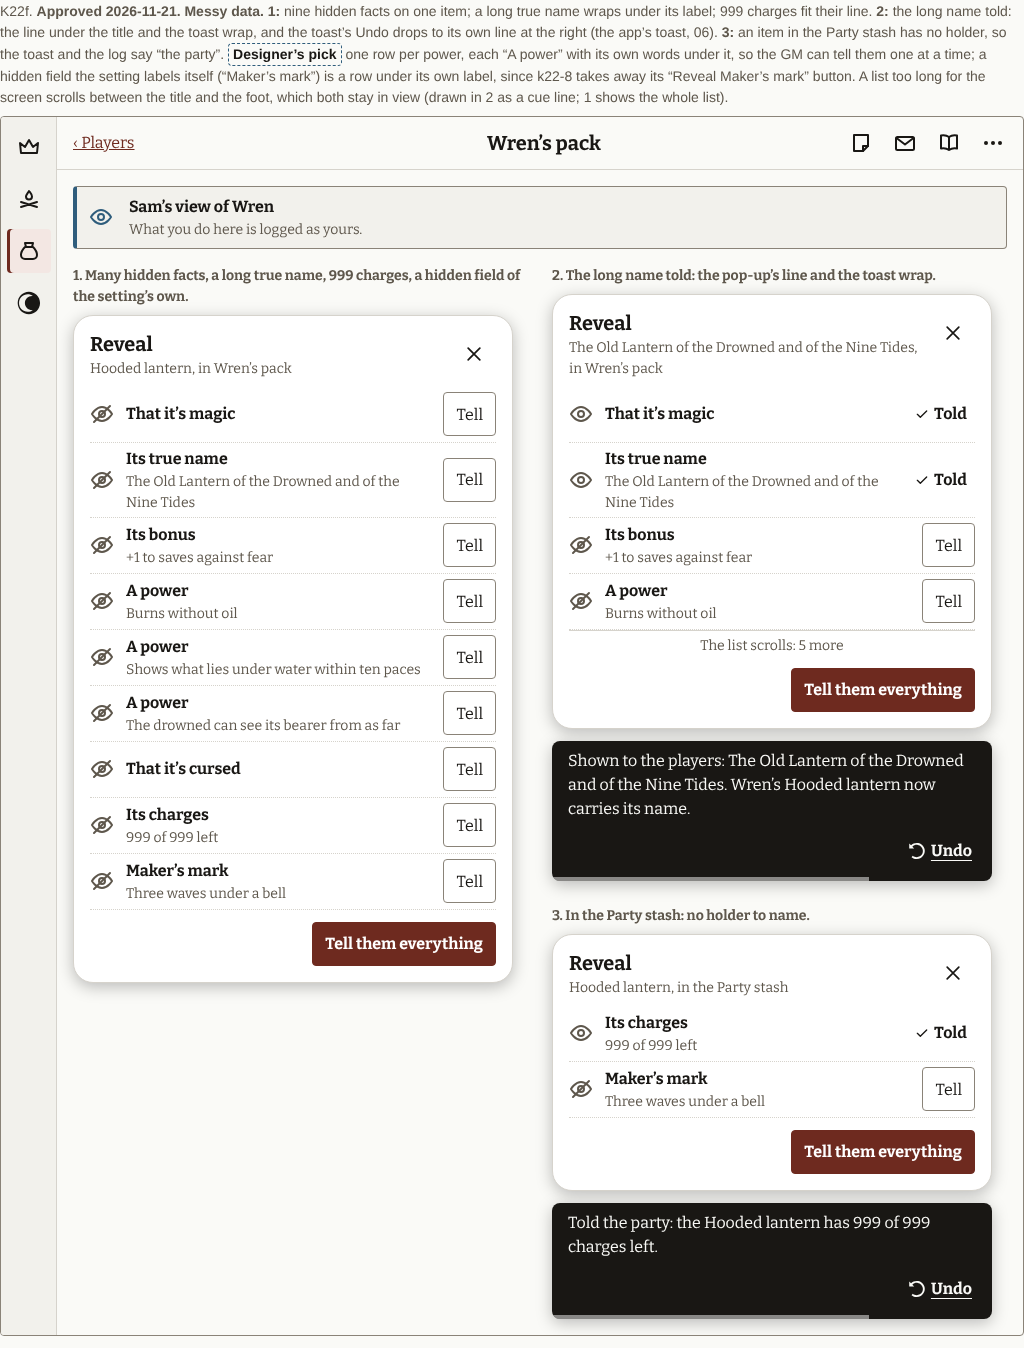 K22f. Approved 2026-11-21. Messy data. 1: nine hidden facts on one item; a long true name wraps under its label; 999 charges fit their line. 2: the long name told:
the line under the title and the toast wrap, and the toast's Undo drops to its own line at the right (the app's toast, 06). 3: an item in the Party stash has no holder, so
the toast and the log say “the party”. Designer's pick one row per power, each “A power” with its own words under it, so the GM can tell them one at a time; a
hidden field the setting labels itself (“Maker's mark”) is a row under its own label, since k22-8 takes away its “Reveal Maker's mark” button. A list too long for the
screen scrolls between the title and the foot, which both stay in view (drawn in 2 as a cue line; 1 shows the whole list).
‹ Players
Wren’s pack
Sam’s view of Wren
What you do here is logged as yours.
1. Many hidden facts, a long true name, 999 charges, a hidden field of
the setting’s own.
Reveal
Hooded lantern, in Wren’s pack
That it’s magic
Tell
Its true name
The Old Lantern of the Drowned and of the
Nine Tides
Tell
Its bonus
+1 to saves against fear
Tell
A power
Burns without oil
Tell
A power
Shows what lies under water within ten paces
Tell
A power
The drowned can see its bearer from as far
Tell
That it’s cursed
Tell
Its charges
999 of 999 left
Tell
Maker’s mark
Three waves under a bell
Tell
Tell them everything
2. The long name told: the pop-up’s line and the toast wrap.
Reveal
The Old Lantern of the Drowned and of the Nine Tides,
in Wren’s pack
That it’s magic
Told
Its true name
The Old Lantern of the Drowned and of the
Nine Tides
Told
Its bonus
+1 to saves against fear
Tell
A power
Burns without oil
Tell
The list scrolls: 5 more
Tell them everything
Shown to the players: The Old Lantern of the Drowned
and of the Nine Tides. Wren’s Hooded lantern now
carries its name.
Undo
3. In the Party stash: no holder to name.
Reveal
Hooded lantern, in the Party stash
Its charges
999 of 999 left
Told
Maker’s mark
Three waves under a bell
Tell
Tell them everything
Told the party: the Hooded lantern has 999 of 999
charges left.
Undo